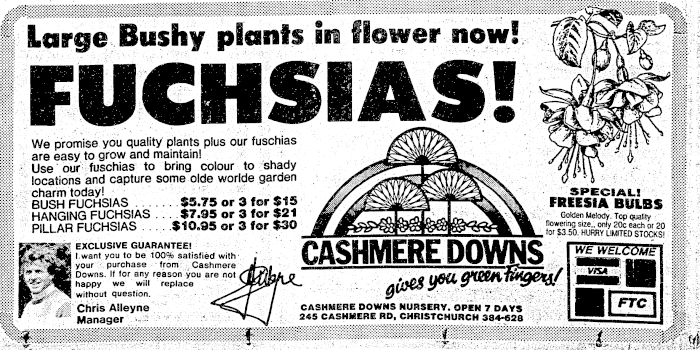 Large Bushy plants in flower now!
FUCHSIAS!
We promise you quality plants plus our fuschias
are easy to grow and maintain!
Use our fuschias to bring colour to shady
locations and capture some olde worlde garden
charm today!
BUSH FUCHSIAS .... $5.75 or 3 for $15
HANGING FUCHSIAS ... $7.95 or 3 for $21
PILLAR FUCHSIAS ... $10.95 or 3 for $30
EXCLUSIVE GUARANTEE!
I want you to be 100% satisfied with
your purchase from Cashmere
Downs. If for any reason you are not
happy we will replace
without question.
Chris Alleyne
Manager
CASHMERE DOWNS
gives you green fingers!
CASHMERE DOWNS NURSERY. OPEN 7 DAYS
245 CASHMERE RD, CHRISTCHURCH 384-628
SPECIAL!
FREESIA BULBS
Golden Melody. Top quality
flowering size, only 20c each or 20
for $3.50. HURRY LIMITED STOCKS!
WE WELCOME
VISA
FTC